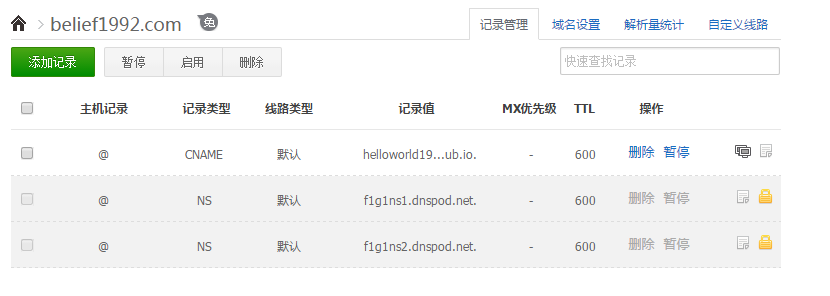 belief1992.com 免
记录管理 域名设置 解析量统计 自定义线路
添加记录 暂停 启用 删除 快速查找记录
主机记录 记录类型 线路类型 记录值 MX优先级 TTL 操作
@ CNAME 默认 helloworld19...ub.io. - 600 删除 暂停
@ NS 默认 f1g1ns1.dnspod.net. - 600 删除 暂停
@ NS 默认 f1g1ns2.dnspod.net. - 600 删除 暂停